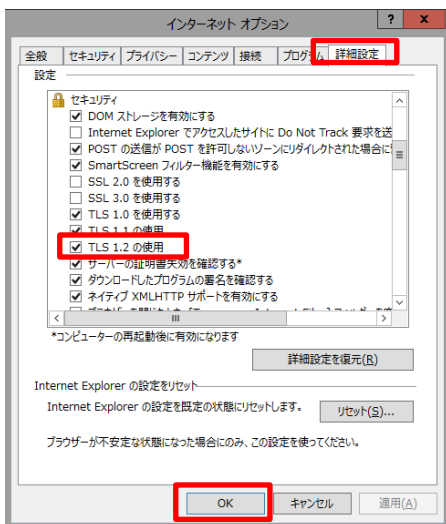 インターネット オプション
? x
全般 セキュリティ プライバシー コンテンツ 接続 プログラム 詳細設定
設定
セキュリティ
DOM ストレージを有効にする
Internet Explorer でアクセスしたサイトに Do Not Track 要求を送
POST の送信が POST を許可しないゾーンにリダイレクトされた場合に
SmartScreen フィルター機能を有効にする
SSL 2.0 を使用する
SSL 3.0 を使用する
TLS 1.0 を使用する
TLS 1.1 の使用
TLS 1.2 の使用
サーバーの証明書失効を確認する*
ダウンロードしたプログラムの署名を確認する
ネイティブ XMLHTTP サポートを有効にする
*コンピューターの再起動後に有効になります
詳細設定を復元(R)
Internet Explorer の設定をリセット
Internet Explorer の設定を既定の状態にリセットします。
リセット(S)...
ブラウザーが不安定な状態になった場合にのみ、この設定を使ってください。
OK キャンセル 適用(A)